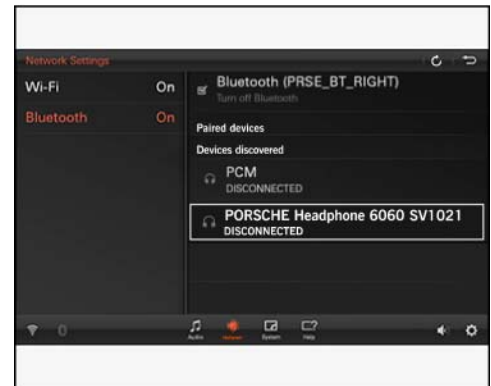 Network Settings
Wi-Fi On
Bluetooth On
Bluetooth (PRSE_BT_RIGHT)
Turn off Bluetooth
Paired devices
Devices discovered
PCM
DISCONNECTED
PORSCHE Headphone 6060 SV1021
DISCONNECTED
Audio Network System Help